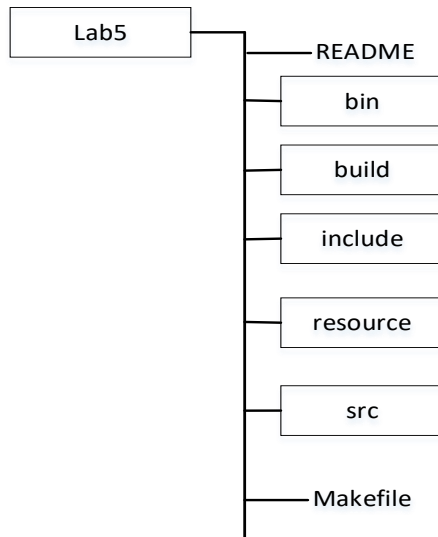 Lab5
README
bin
build
include
resource
src
Makefile